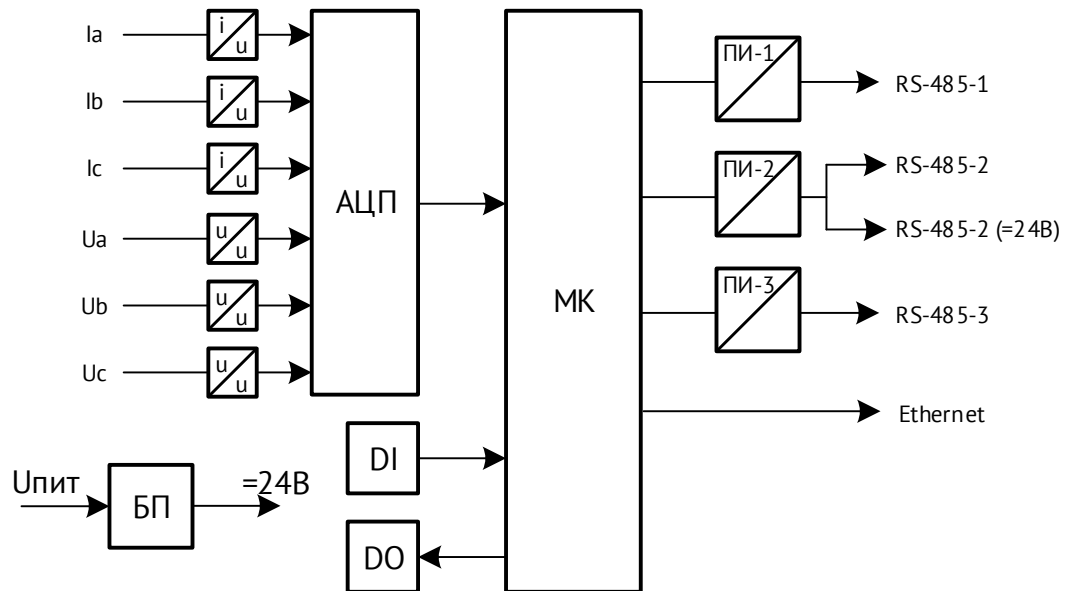 Ia
i
u
Ib
i
u
Ic
i
u
Ua
u
u
Ub
u
u
Uc
u
u
АЦП
МК
ПИ-1
RS-485-1
ПИ-2
RS-485-2
RS-485-2 (=24В)
ПИ-3
RS-485-3
Ethernet
DI
DO
Uпит
БП
=24В